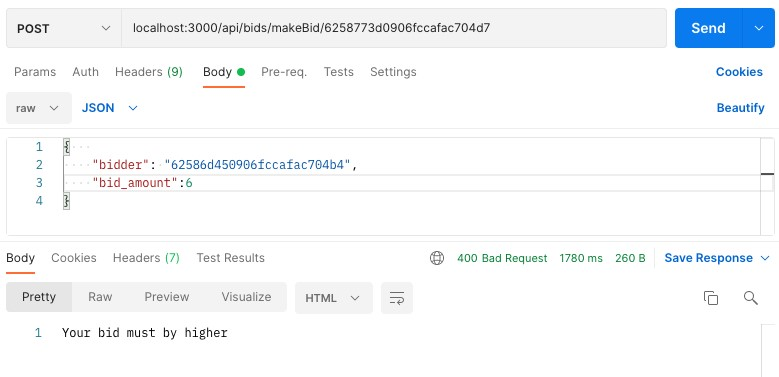 POST localhost:3000/api/bids/makeBid/6258773d0906fccafac704d7 Send
Params Auth Headers (9) Body Pre-req. Tests Settings Cookies
raw JSON Beautify
1 {
2 "bidder": "62586d450906fccafac704b4",
3 "bid_amount":6
4 }
Body Cookies Headers (7) Test Results 400 Bad Request 1780 ms 260 B Save Response
Pretty Raw Preview Visualize HTML
1 Your bid must by higher